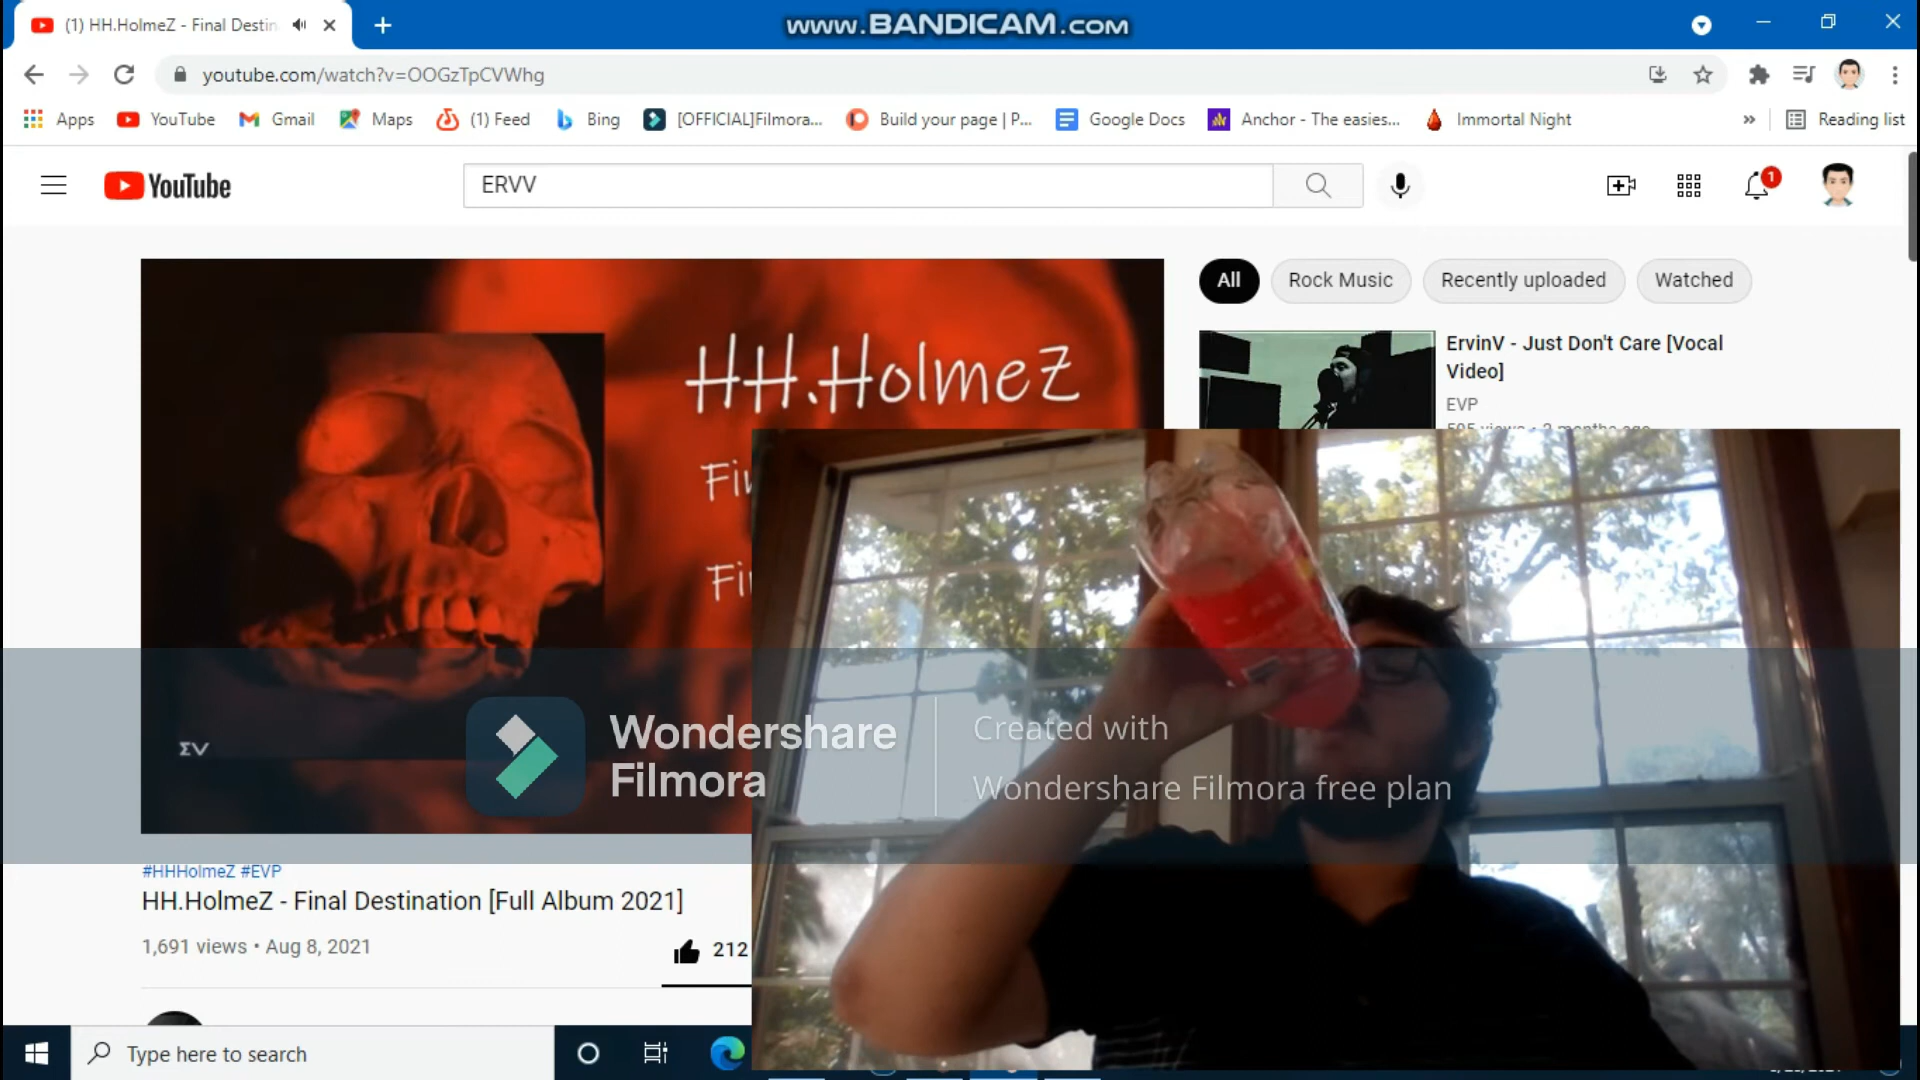 (1) HH.HolmeZ - Final Destin
www.BANDICAM.com
youtube.com/watch?v=OOGzTpCVWhg
Apps YouTube Gmail Maps (1) Feed Bing [OFFICIAL]Filmora... Build your page | P... Google Docs Anchor - The easies... Immortal Night » Reading list
YouTube
ERVV
1
All Rock Music Recently uploaded Watched
HH.HolmeZ
ErvinV - Just Don't Care [Vocal
Video]
EVP
ΣV
Wondershare
Filmora
Created with
Wondershare Filmora free plan
#HHHolmeZ #EVP
HH.HolmeZ - Final Destination [Full Album 2021]
1,691 views • Aug 8, 2021
212
Type here to search